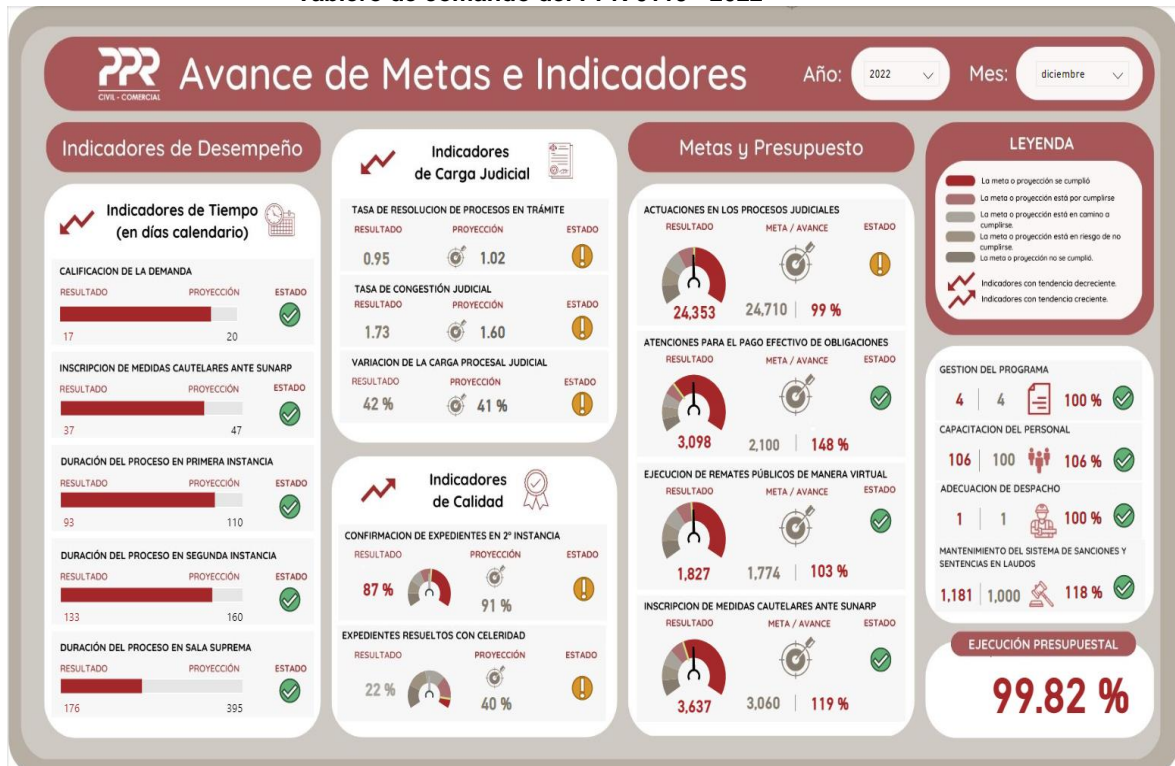 Tablero de comando del PPR 0119 - 2022
PPR
CIVIL - COMERCIAL
Avance de Metas e Indicadores
Año:
2022
Mes:
diciembre
Indicadores de Desempeño
Indicadores de Tiempo
(en días calendario)
CALIFICACION DE LA DEMANDA
RESULTADO PROYECCIÓN ESTADO
17 20
INSCRIPCION DE MEDIDAS CAUTELARES ANTE SUNARP
RESULTADO PROYECCIÓN ESTADO
37 47
DURACIÓN DEL PROCESO EN PRIMERA INSTANCIA
RESULTADO PROYECCIÓN ESTADO
93 110
DURACIÓN DEL PROCESO EN SEGUNDA INSTANCIA
RESULTADO PROYECCIÓN ESTADO
133 160
DURACIÓN DEL PROCESO EN SALA SUPREMA
RESULTADO PROYECCIÓN ESTADO
176 395
Indicadores
de Carga Judicial
TASA DE RESOLUCION DE PROCESOS EN TRÁMITE
RESULTADO PROYECCIÓN ESTADO
0.95 1.02
TASA DE CONGESTIÓN JUDICIAL
RESULTADO PROYECCIÓN ESTADO
1.73 1.60
VARIACION DE LA CARGA PROCESAL JUDICIAL
RESULTADO PROYECCIÓN ESTADO
42 % 41 %
Indicadores
de Calidad
CONFIRMACION DE EXPEDIENTES EN 2° INSTANCIA
RESULTADO PROYECCIÓN ESTADO
87 % 91 %
EXPEDIENTES RESUELTOS CON CELERIDAD
RESULTADO PROYECCIÓN ESTADO
22 % 40 %
Metas y Presupuesto
ACTUACIONES EN LOS PROCESOS JUDICIALES
RESULTADO META / AVANCE ESTADO
24,353 24,710 | 99 %
ATENCIONES PARA EL PAGO EFECTIVO DE OBLIGACIONES
RESULTADO META / AVANCE ESTADO
3,098 2,100 | 148 %
EJECUCION DE REMATES PÚBLICOS DE MANERA VIRTUAL
RESULTADO META / AVANCE ESTADO
1,827 1,774 | 103 %
INSCRIPCION DE MEDIDAS CAUTELARES ANTE SUNARP
RESULTADO META / AVANCE ESTADO
3,637 3,060 | 119 %
LEYENDA
La meta o proyección se cumplió
La meta o proyección está por cumplirse
La meta o proyección está en camino a
cumplirse.
La meta o proyección está en riesgo de no
cumplirse.
La meta o proyección no se cumplió.
Indicadores con tendencia decreciente.
Indicadores con tendencia creciente.
GESTION DEL PROGRAMA
4 | 4 100 %
CAPACITACION DEL PERSONAL
106 | 100 106 %
ADECUACION DE DESPACHO
1 | 1 100 %
MANTENIMIENTO DEL SISTEMA DE SANCIONES Y
SENTENCIAS EN LAUDOS
1,181 | 1,000 118 %
EJECUCIÓN PRESUPUESTAL
99.82 %